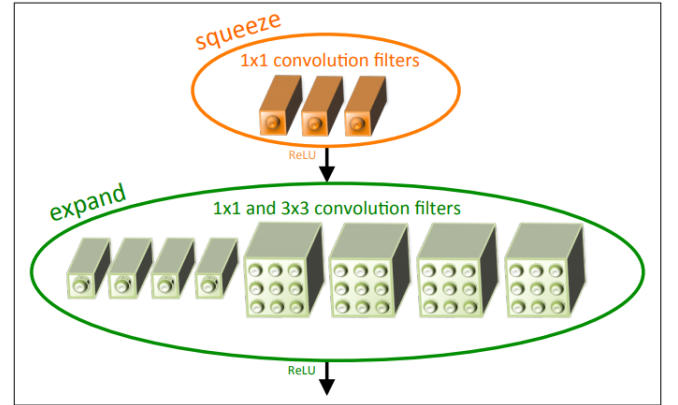 squeeze
1x1 convolution filters
ReLU
expand
1x1 and 3x3 convolution filters
ReLU